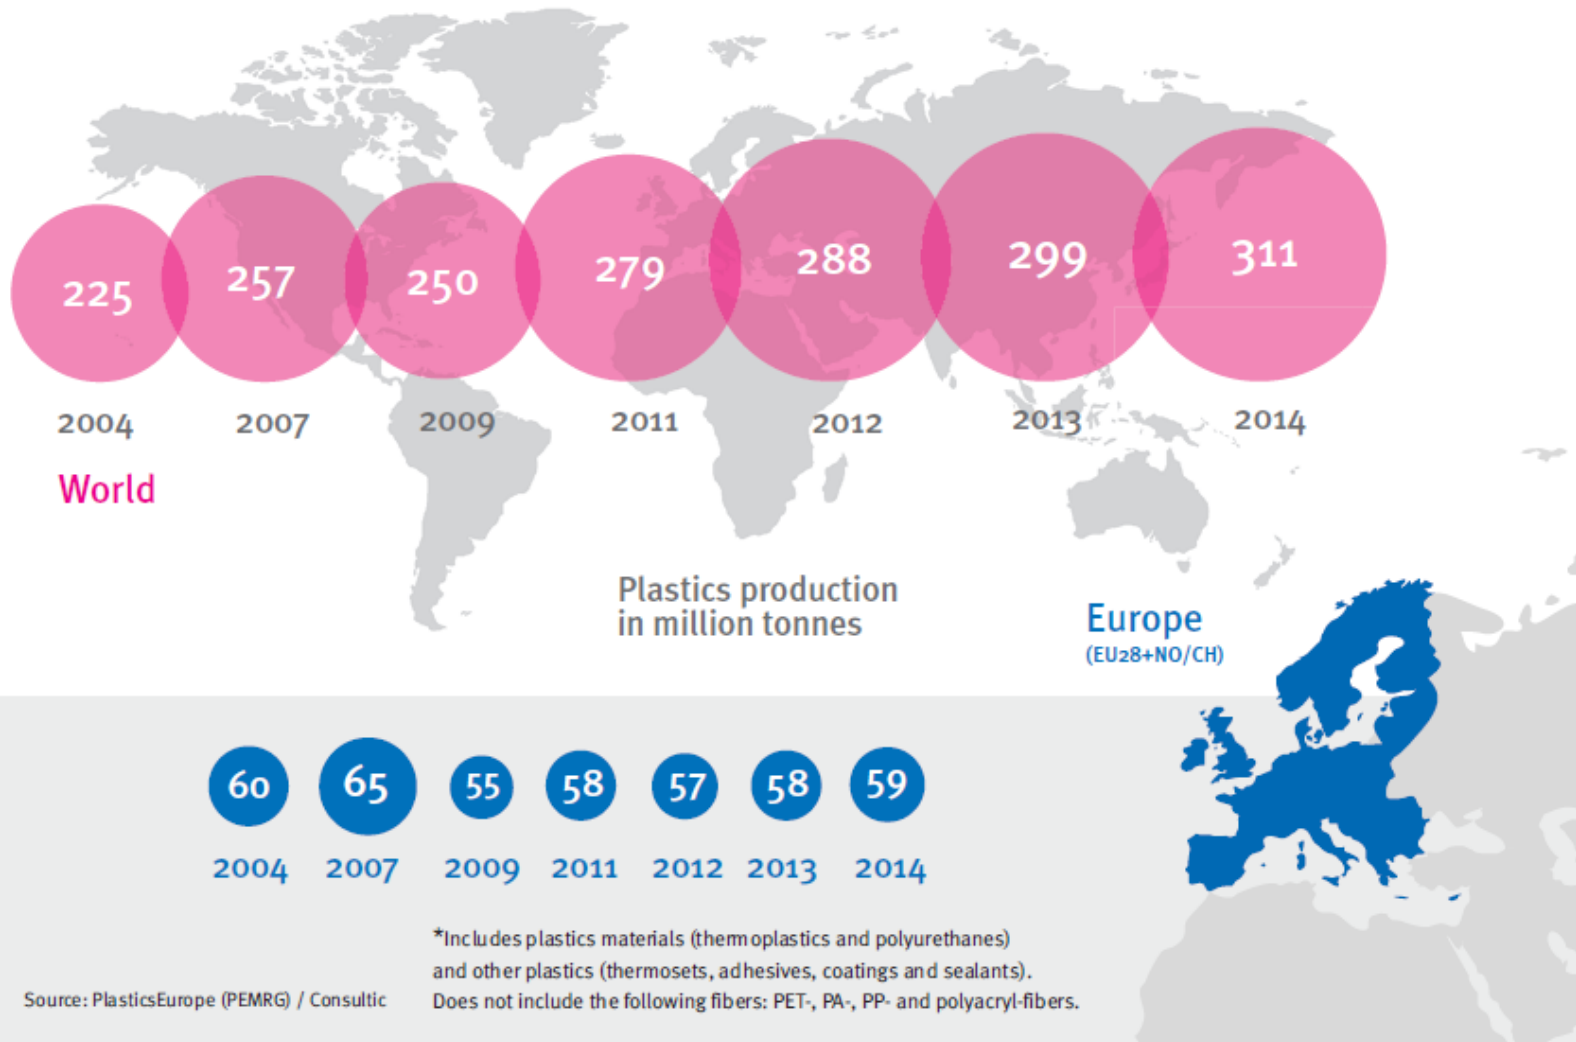 225 257 250 279 288 299 311
2004 2007 2009 2011 2012 2013 2014
World
Plastics production
in million tonnes
Europe
(EU28+NO/CH)
60 65 55 58 57 58 59
2004 2007 2009 2011 2012 2013 2014
*Includes plastics materials (thermoplastics and polyurethanes)
and other plastics (thermosets, adhesives, coatings and sealants).
Does not include the following fibers: PET-, PA-, PP- and polyacryl-fibers.
Source: PlasticsEurope (PEMRG) / Consultic